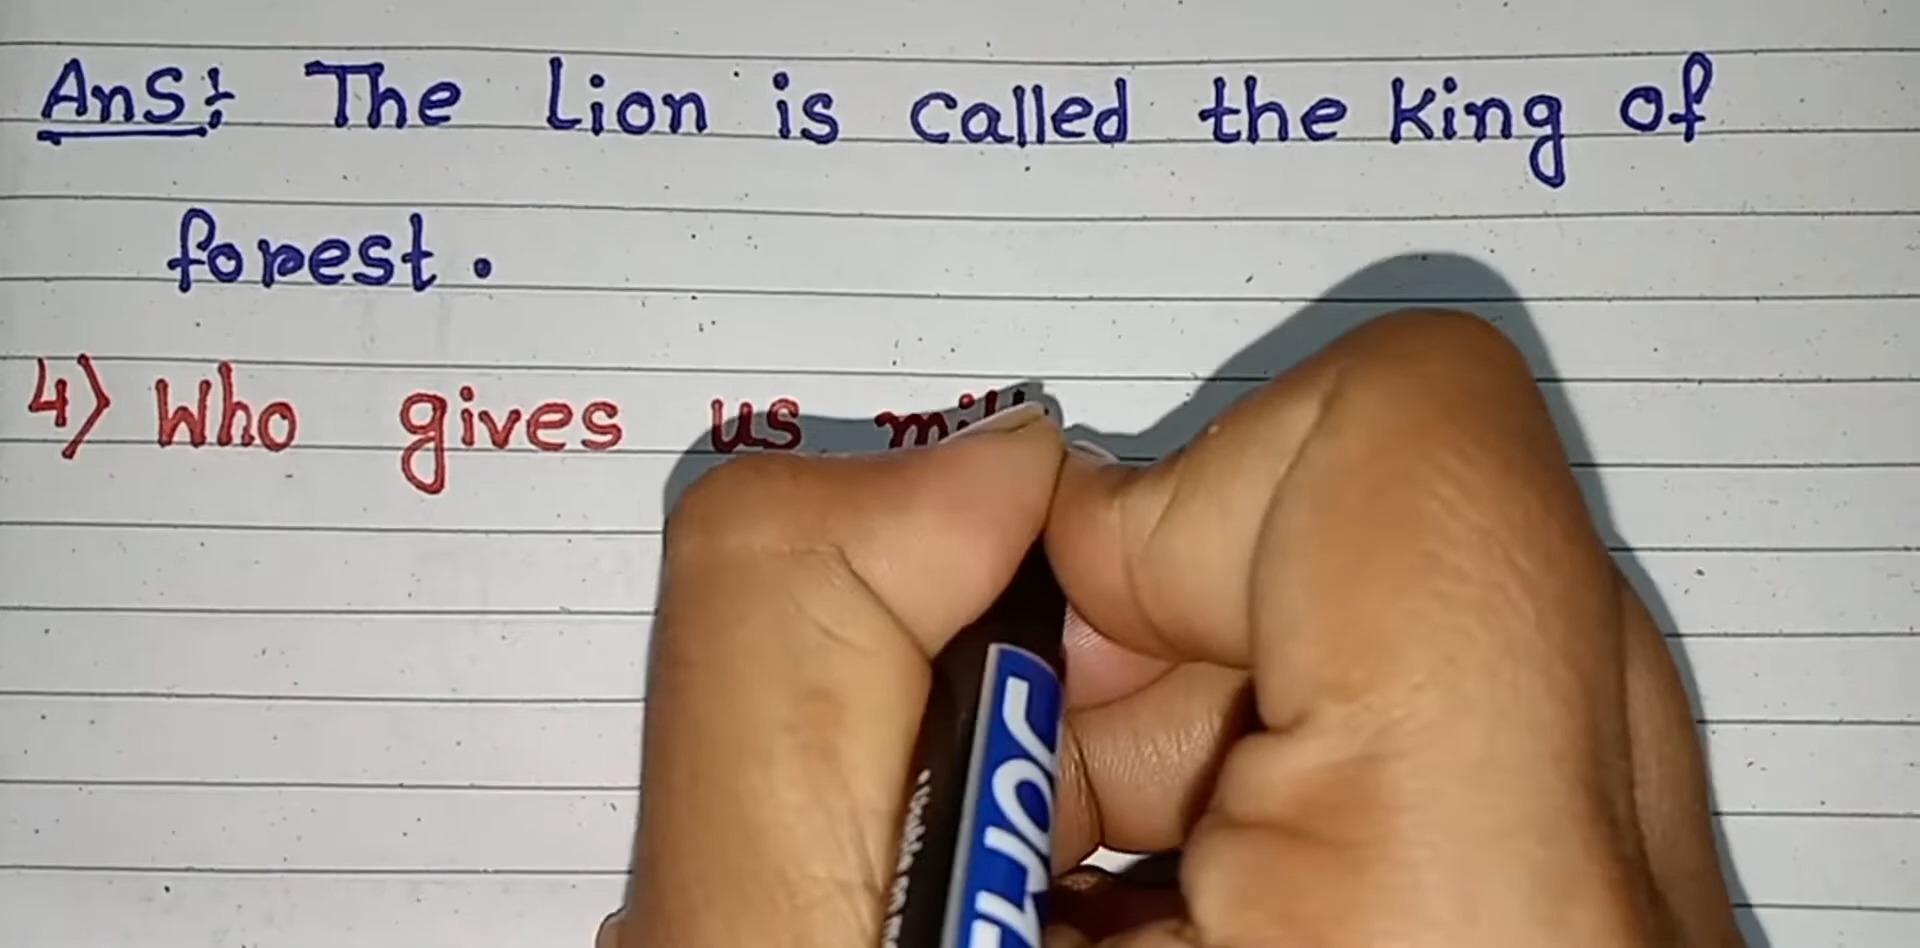 Ans:- The Lion is called the king of
forest.
4) Who gives us